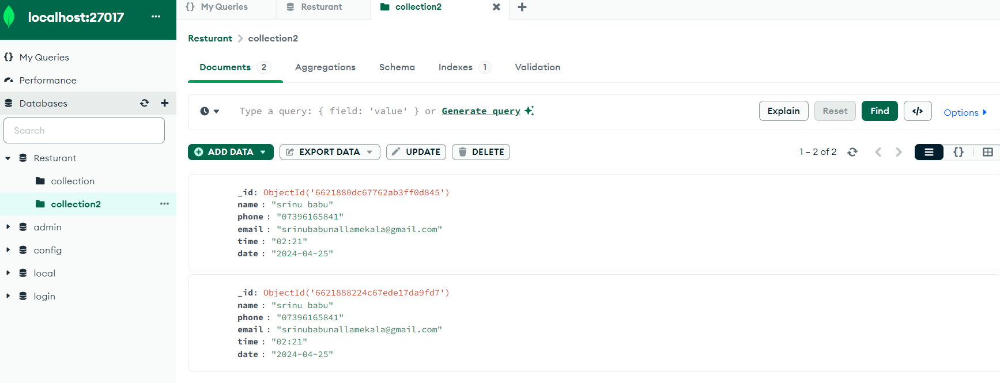 localhost:27017
My Queries
Resturant
collection2
My Queries
Performance
Databases
Search
Resturant
collection
collection2
admin
config
local
login
Resturant > collection2
Documents 2 Aggregations Schema Indexes 1 Validation
Type a query: { field: 'value' } or Generate query
Explain Reset Find </> Options
ADD DATA EXPORT DATA UPDATE DELETE 1 – 2 of 2 {}
_id: ObjectId('6621880dc67762ab3ff0d845')
name : "srinu babu"
phone : "07396165841"
email : "srinubabunallamekala@gmail.com"
time : "02:21"
date : "2024-04-25"
_id: ObjectId('6621888224c67ede17da9fd7')
name : "srinu babu"
phone : "07396165841"
email : "srinubabunallamekala@gmail.com"
time : "02:21"
date : "2024-04-25"